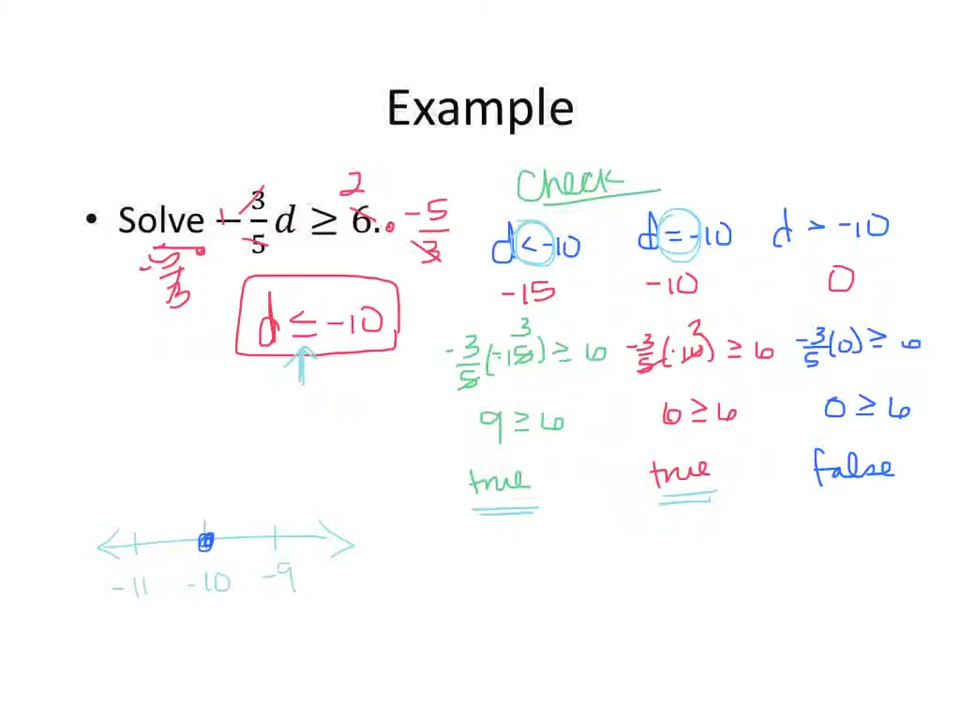 Example
• Solve −3/5 d ≥ 6. • -5/3
2
-5/3 •
d ≤ -10
Check
d < -10
-15
-3/5(-15) ≥ 6
3
9 ≥ 6
true
d = -10
-10
-3/5(-10) ≥ 6
2
6 ≥ 6
true
d > -10
0
-3/5(0) ≥ 6
0 ≥ 6
false
-11 -10 -9